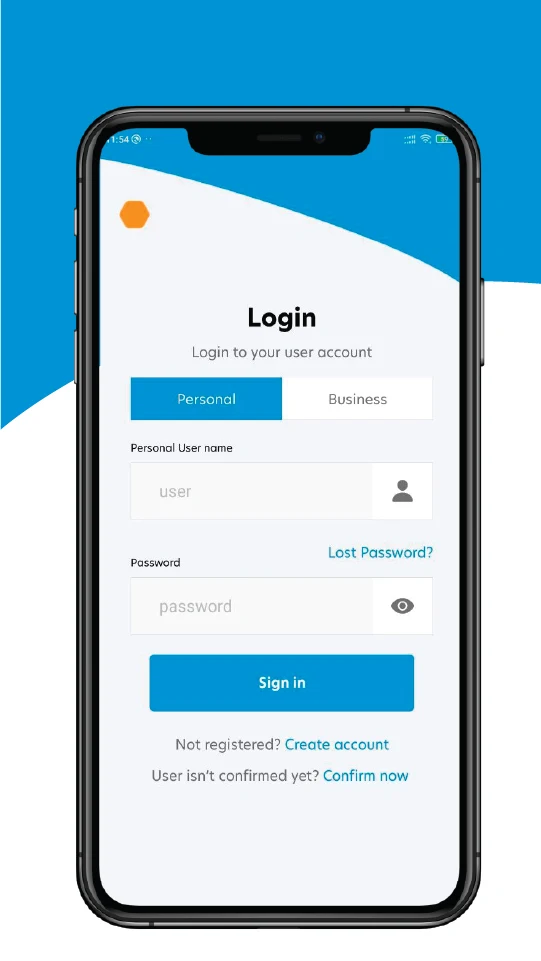 11:54
Login
Login to your user account
Personal Business
Personal User name
user
Lost Password?
Password
password
Sign in
Not registered? Create account
User isn't confirmed yet? Confirm now